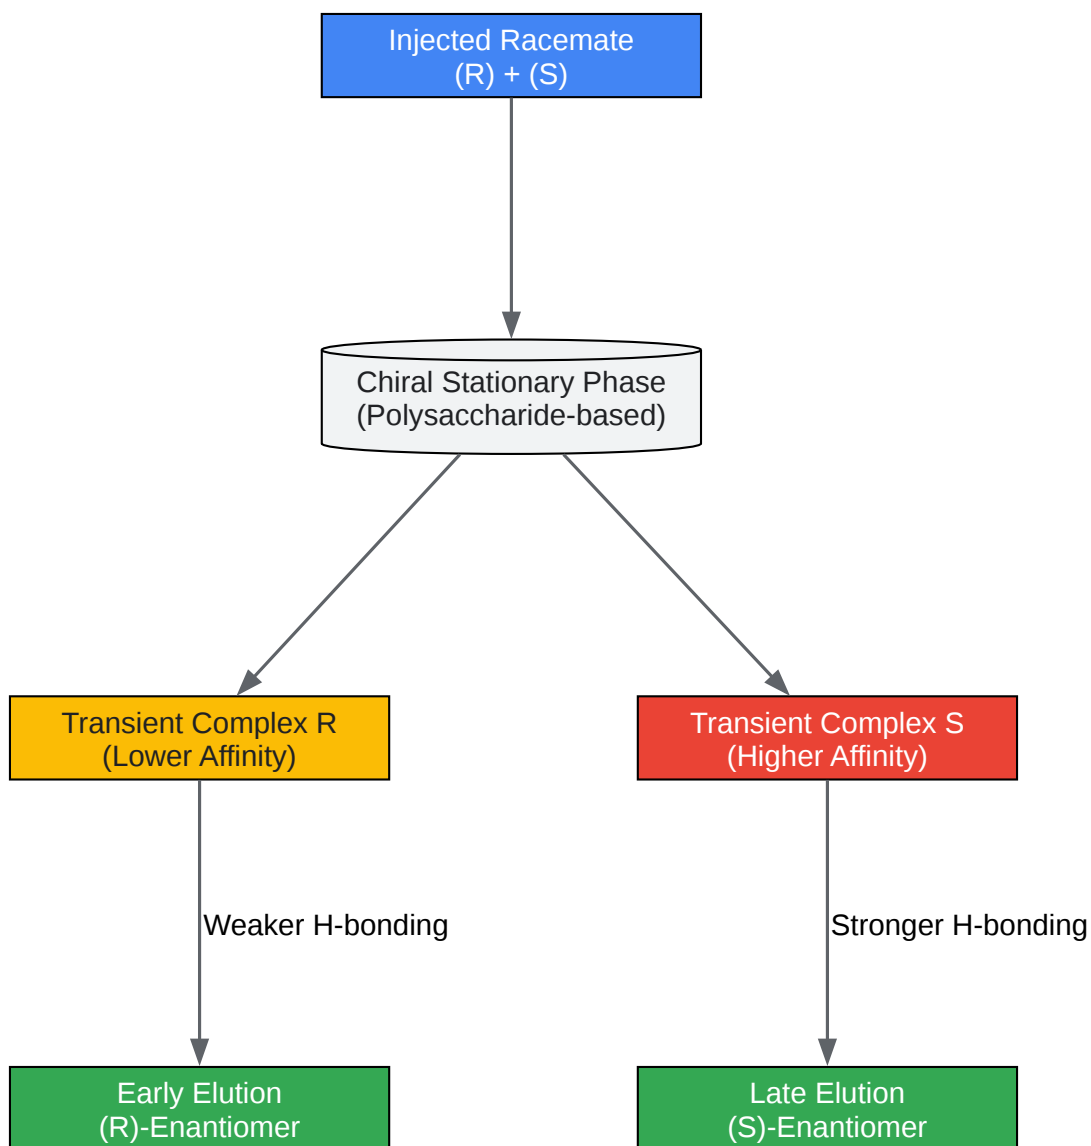 Injected Racemate
(R) + (S)
Chiral Stationary Phase
(Polysaccharide-based)
Transient Complex R
(Lower Affinity)
Transient Complex S
(Higher Affinity)
Weaker H-bonding
Stronger H-bonding
Early Elution
(R)-Enantiomer
Late Elution
(S)-Enantiomer